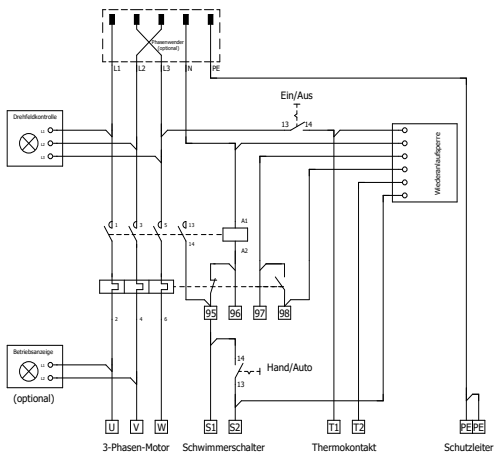 Phasenwender
(optional)
L1 L2 L3 N PE
Ein/Aus
13 14
Drehfeldkontrolle
L1
L2
L3
Wiederanlaufsperre
1 3 5 13
14
A1
A2
95 96 97 98
2 4 6
Betriebsanzeige
L1
L2
(optional)
14
Hand/Auto
13
U V W S1 S2 T1 T2 PE PE
3-Phasen-Motor Schwimmerschalter Thermokontakt Schutzleiter